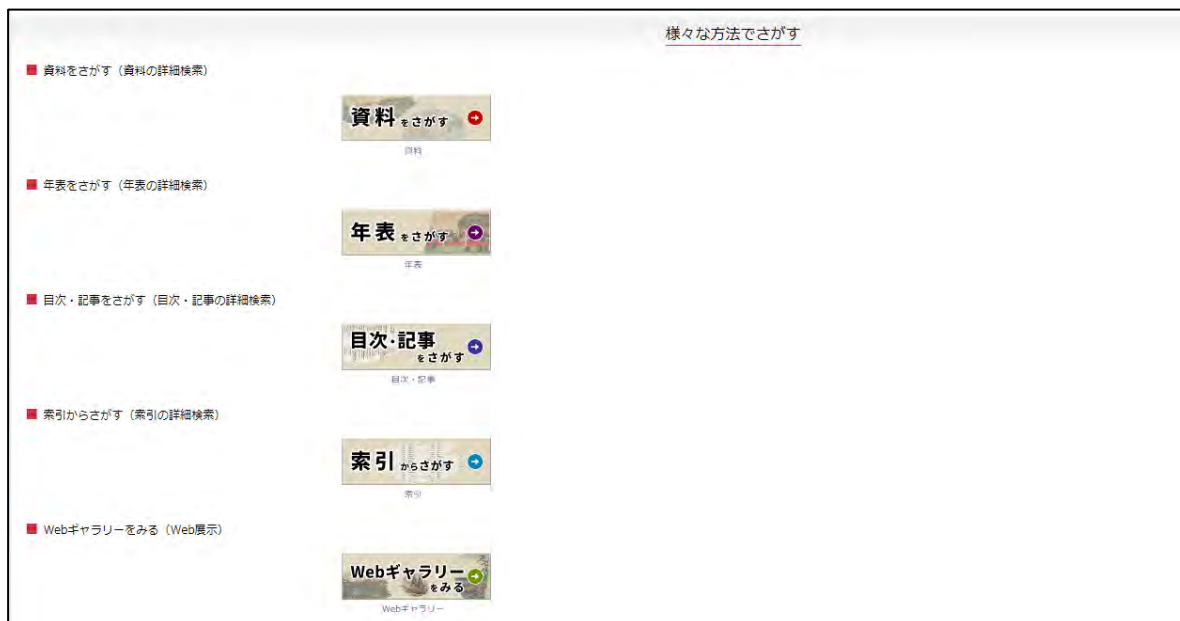 様々な方法でさがす
資料をさがす（資料の詳細検索）
資料をさがす
資料
年表をさがす（年表の詳細検索）
年表をさがす
年表
目次・記事をさがす（目次・記事の詳細検索）
目次·記事
をさがす
目次・記事
索引からさがす（索引の詳細検索）
索引からさがす
索引
Webギャラリーをみる（Web展示）
Webギャラリー
をみる
Webギャラリー